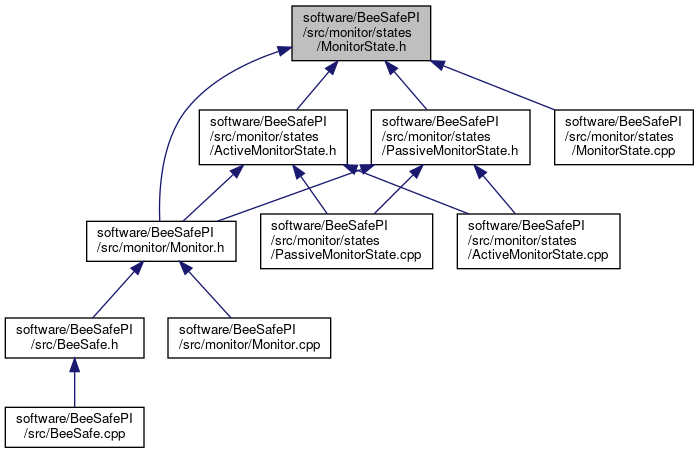 software/BeeSafePI
/src/monitor/states
/MonitorState.h
software/BeeSafePI
/src/monitor/states
/ActiveMonitorState.h
software/BeeSafePI
/src/monitor/states
/PassiveMonitorState.h
software/BeeSafePI
/src/monitor/states
/MonitorState.cpp
software/BeeSafePI
/src/monitor/Monitor.h
software/BeeSafePI
/src/monitor/states
/PassiveMonitorState.cpp
software/BeeSafePI
/src/monitor/states
/ActiveMonitorState.cpp
software/BeeSafePI
/src/BeeSafe.h
software/BeeSafePI
/src/monitor/Monitor.cpp
software/BeeSafePI
/src/BeeSafe.cpp